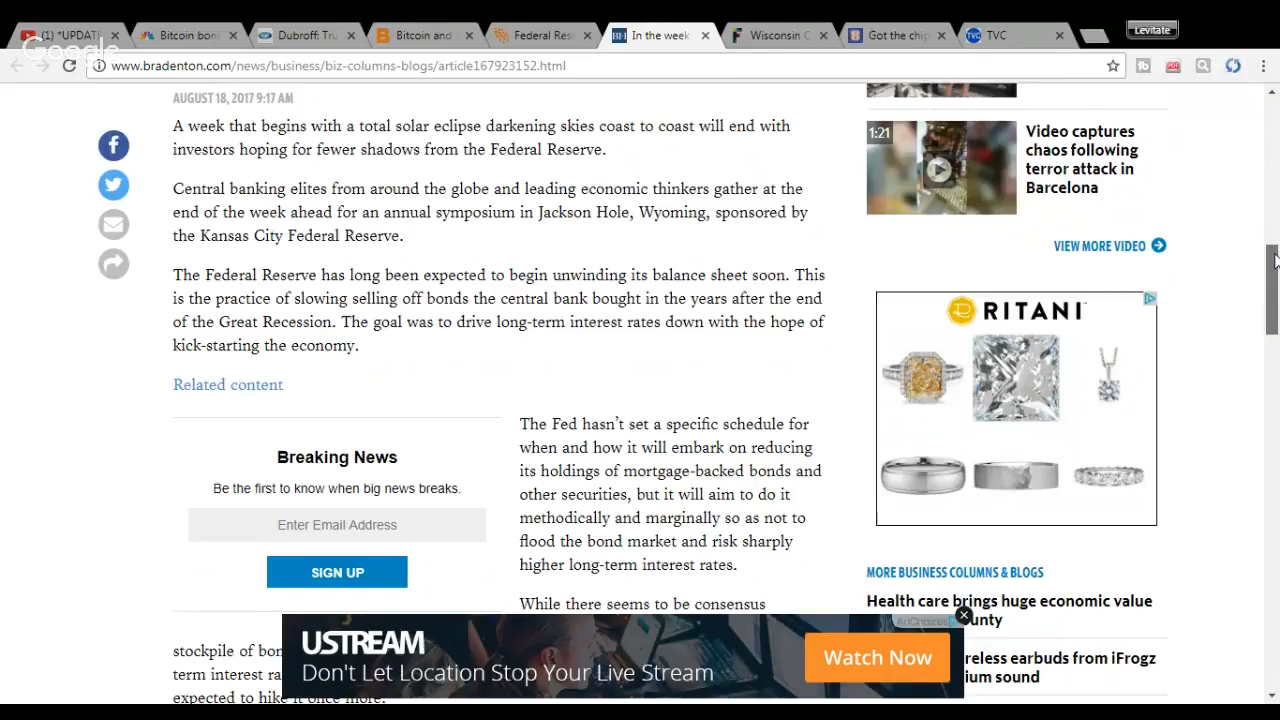 (1) *UPDAT
Bitcoin bon
Dubroff: Tru
Bitcoin and
Federal Res
In the week
Wisconsin G
Got the chip
TVC
Levitate
Google
www.bradenton.com/news/business/biz-columns-blogs/article167923152.html
AUGUST 18, 2017 9:17 AM
A week that begins with a total solar eclipse darkening skies coast to coast will end with
investors hoping for fewer shadows from the Federal Reserve.
Central banking elites from around the globe and leading economic thinkers gather at the
end of the week ahead for an annual symposium in Jackson Hole, Wyoming, sponsored by
the Kansas City Federal Reserve.
The Federal Reserve has long been expected to begin unwinding its balance sheet soon. This
is the practice of slowing selling off bonds the central bank bought in the years after the end
of the Great Recession. The goal was to drive long-term interest rates down with the hope of
kick-starting the economy.
Related content
Breaking News
Be the first to know when big news breaks.
Enter Email Address
SIGN UP
The Fed hasn't set a specific schedule for
when and how it will embark on reducing
its holdings of mortgage-backed bonds and
other securities, but it will aim to do it
methodically and marginally so as not to
flood the bond market and risk sharply
higher long-term interest rates.
While there seems to be consensus
stockpile of bon
term interest ra
expected to hike it once more.
1:21
Video captures
chaos following
terror attack in
Barcelona
VIEW MORE VIDEO
RITANI
MORE BUSINESS COLUMNS & BLOGS
Health care brings huge economic value
unty
reless earbuds from iFrogz
ium sound
AdChoices
USTREAM
Don't Let Location Stop Your Live Stream
Watch Now